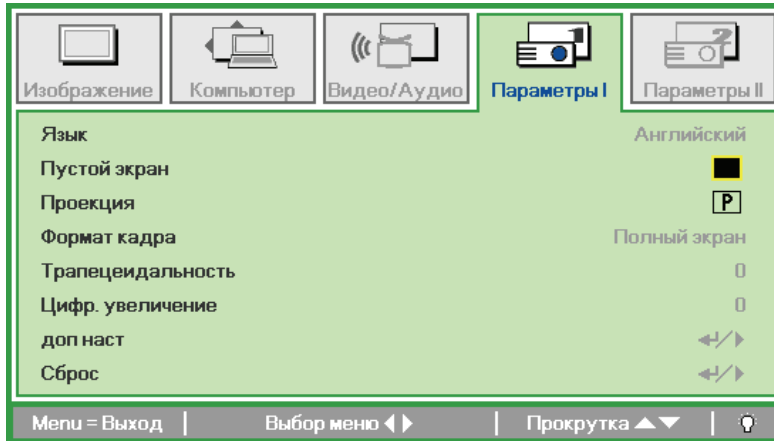 Изображение Компьютер Видео/Аудио Параметры I Параметры II
Язык Английский
Пустой экран
Проекция P
Формат кадра Полный экран
Трапецеидальность 0
Цифр. увеличение 0
доп наст
Сброс
Menu = Выход Выбор меню Прокрутка